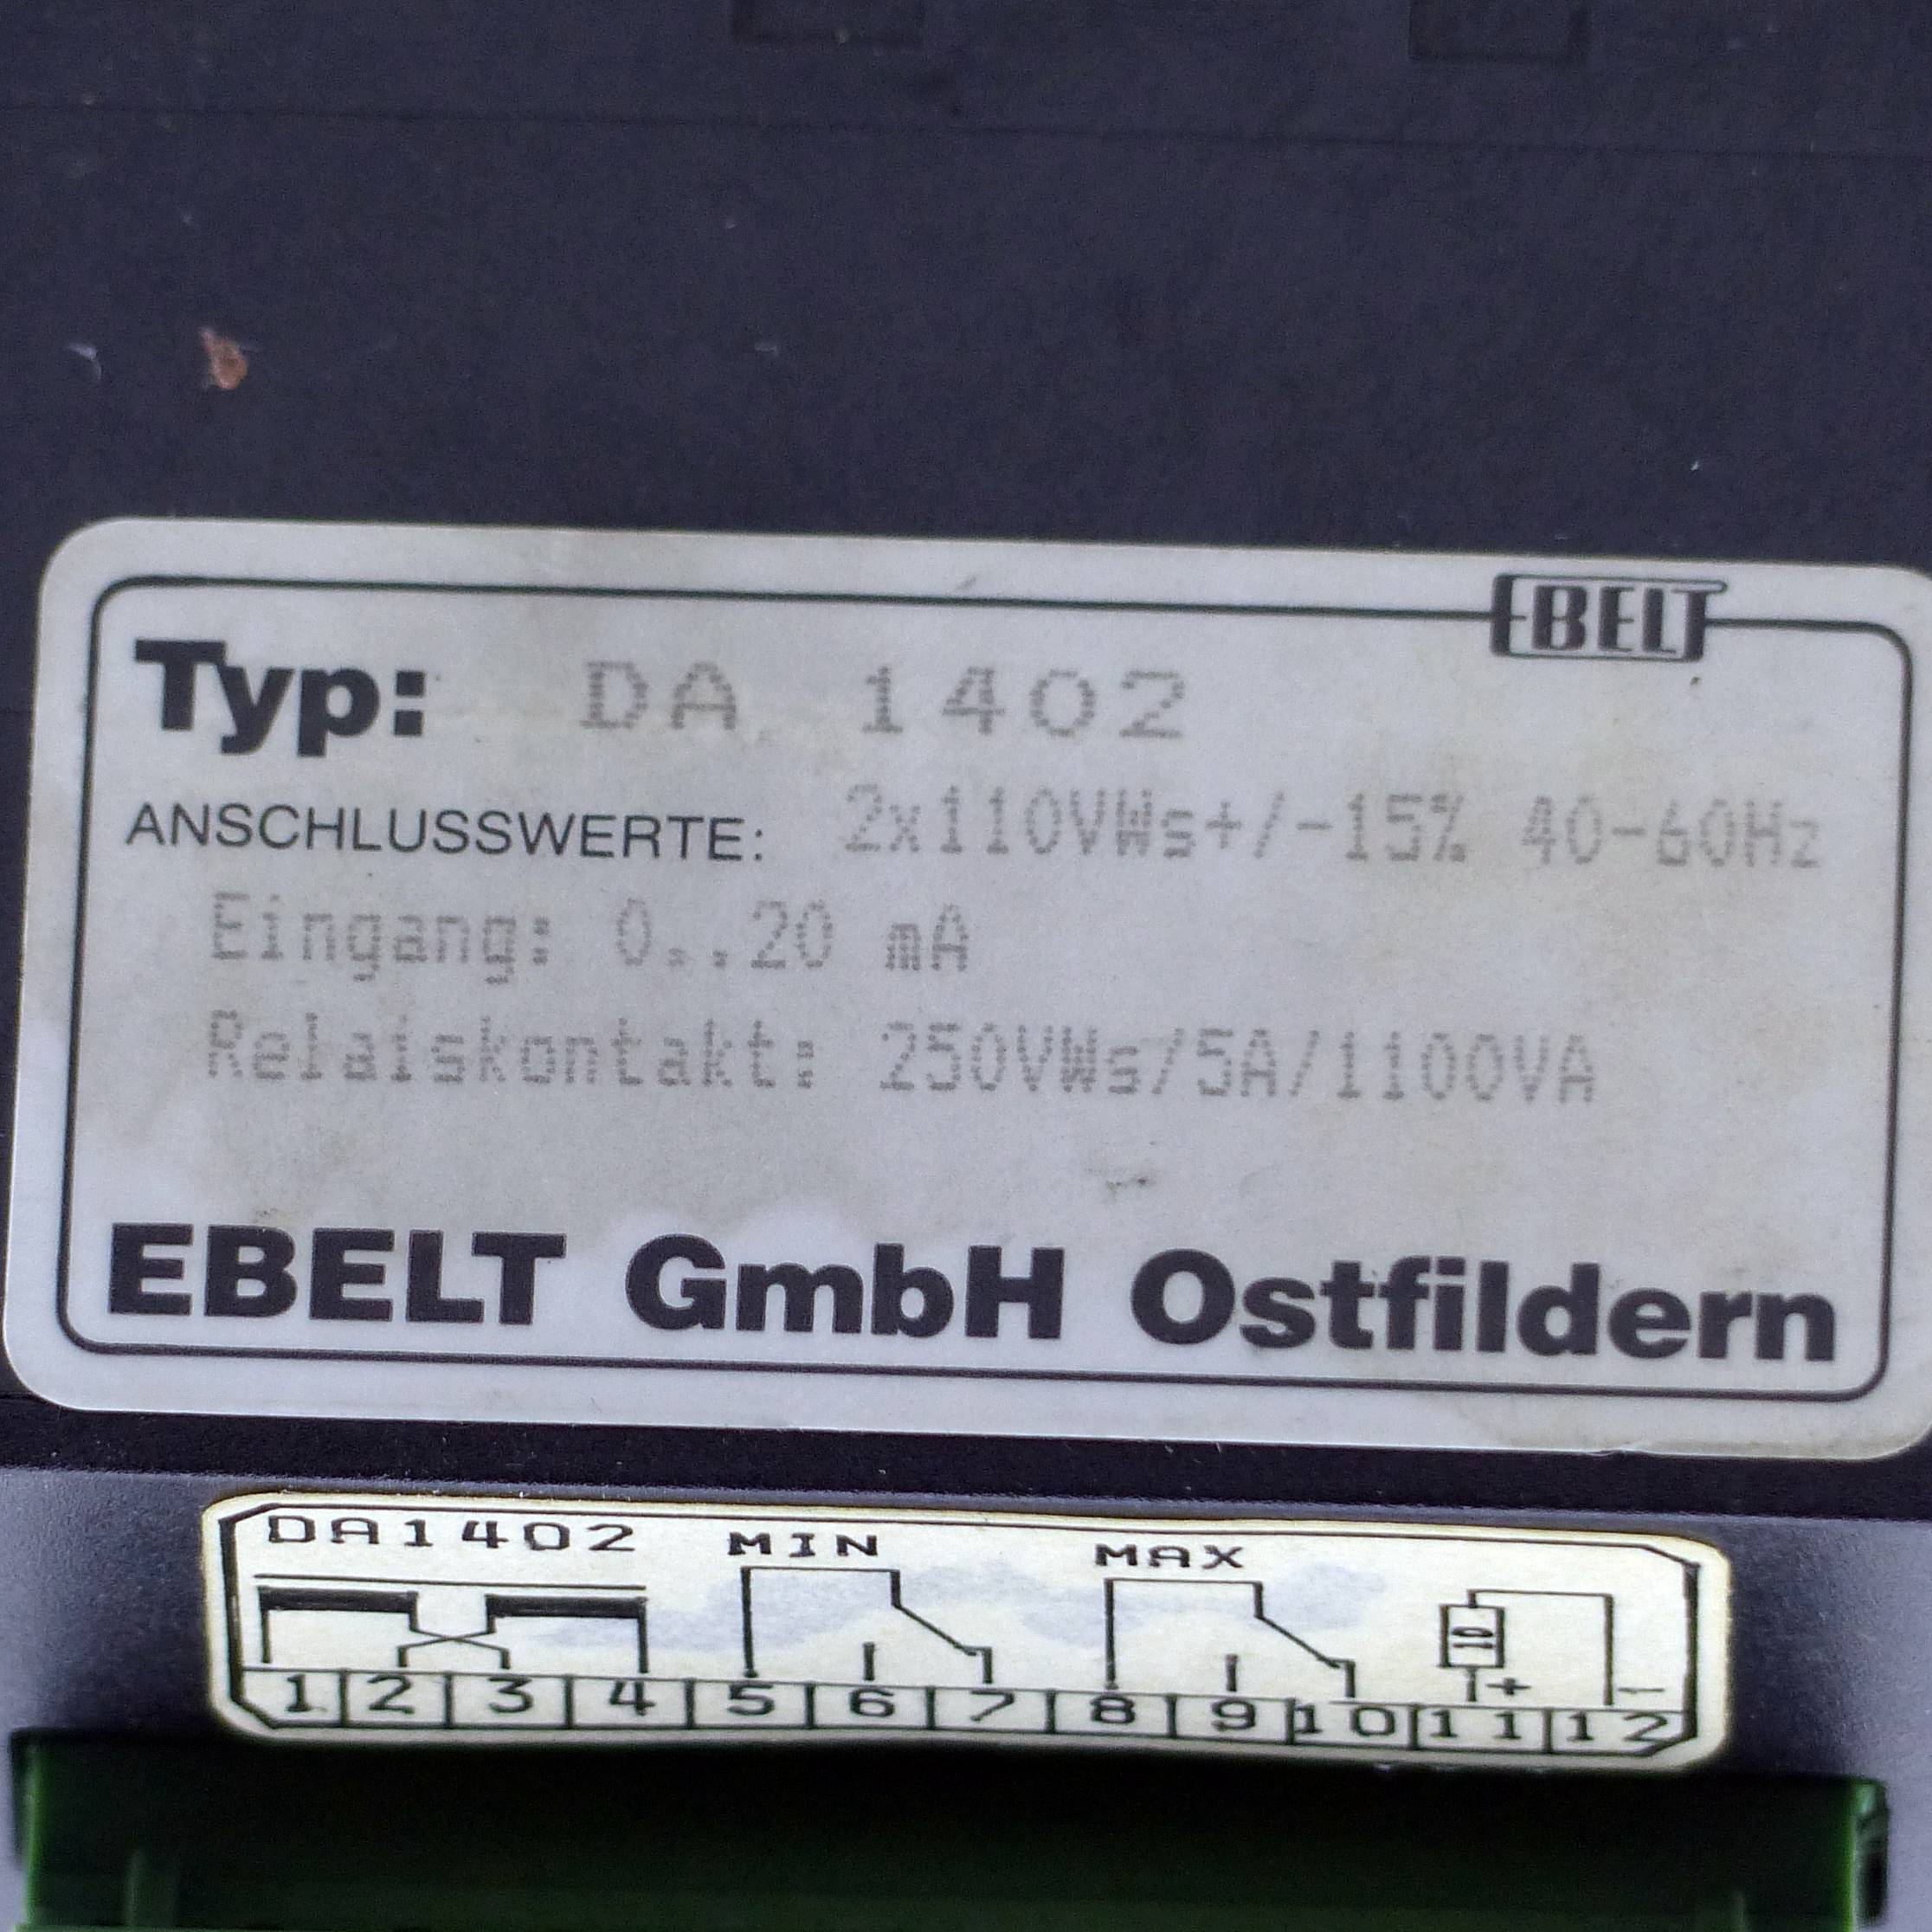 EBELT
Typ: DA 1402
ANSCHLUSSWERTE: 2x110VWs+/-15% 40-60Hz
Eingang: 0...20 mA
Relaiskontakt: 250VWs/5A/1100VA
EBELT GmbH Ostfildern
DA1402 MIN MAX
10
+ -
1 2 3 4 5 6 7 8 9 10 11 12